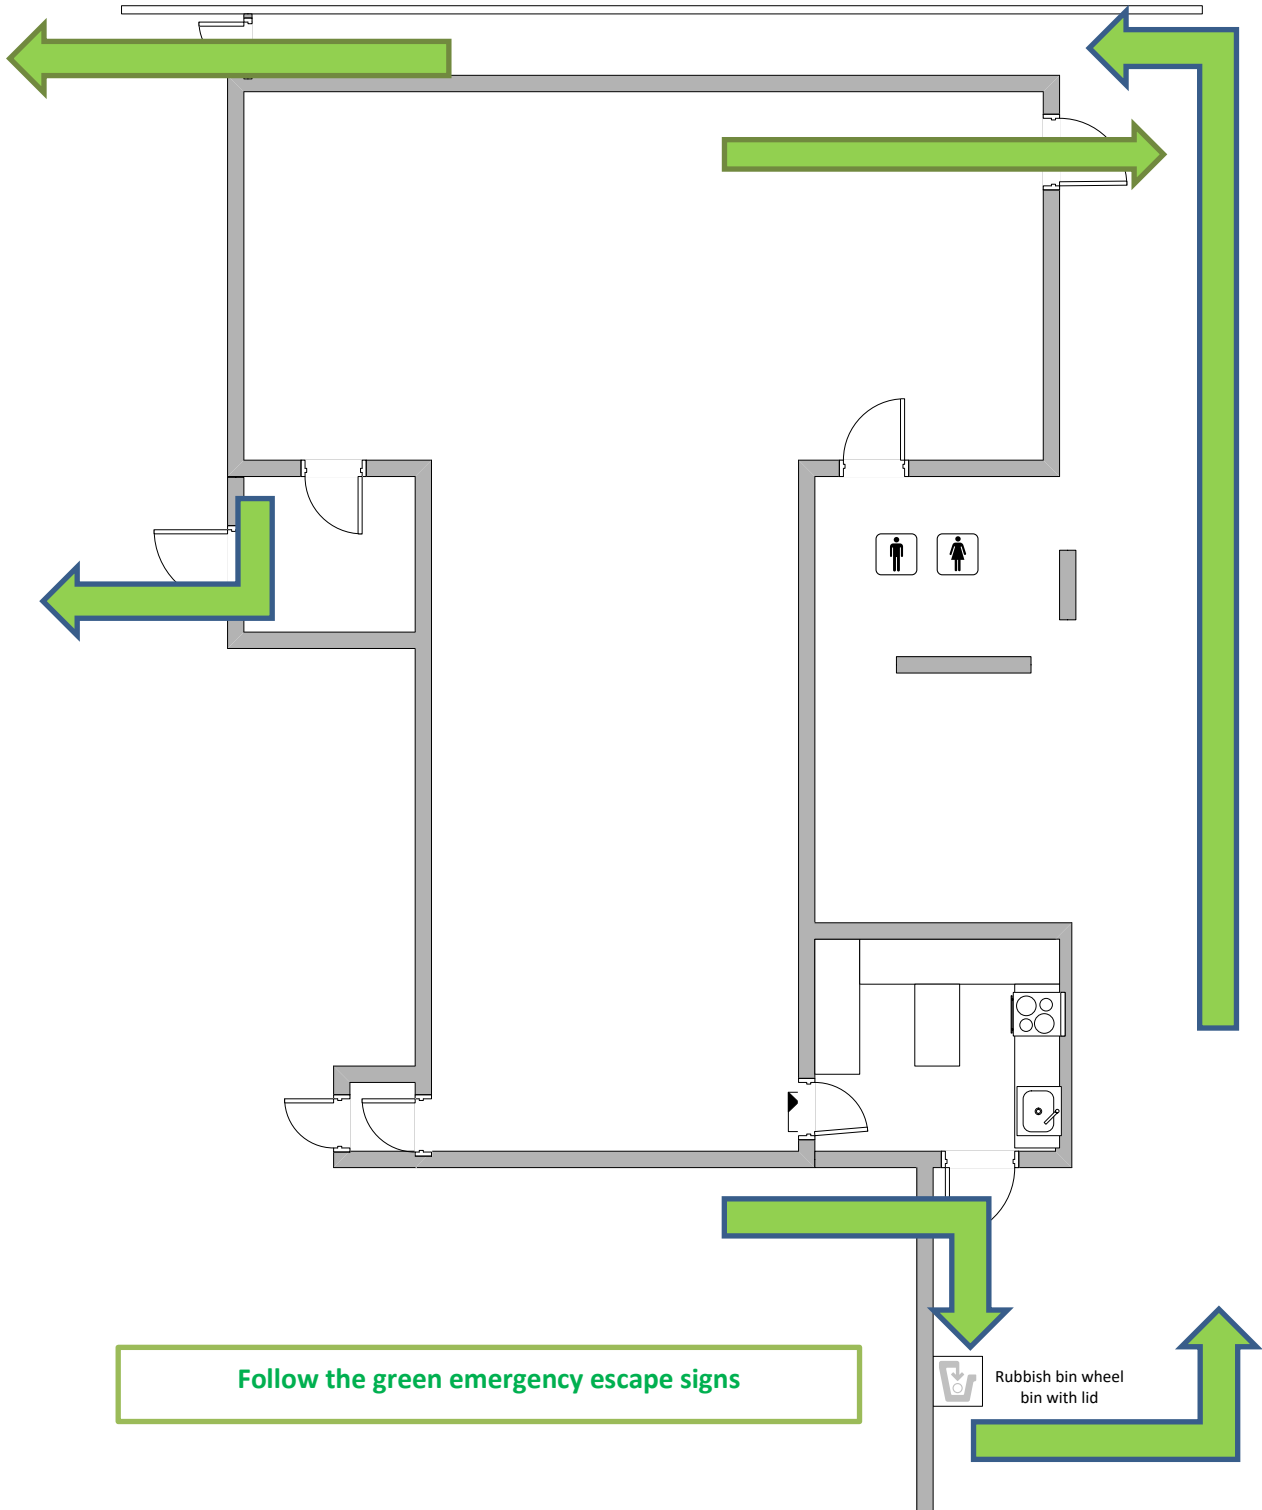 Follow the green emergency escape signs
Rubbish bin wheel
bin with lid